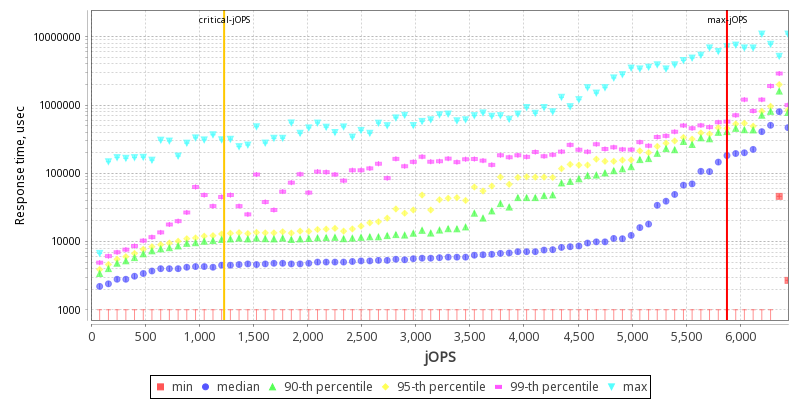 critical-jOPS max-jOPS
10000000
1000000
100000
10000
1000
Response time, usec
0 500 1,000 1,500 2,000 2,500 3,000 3,500 4,000 4,500 5,000 5,500 6,000
jOPS
min median 90-th percentile 95-th percentile 99-th percentile max